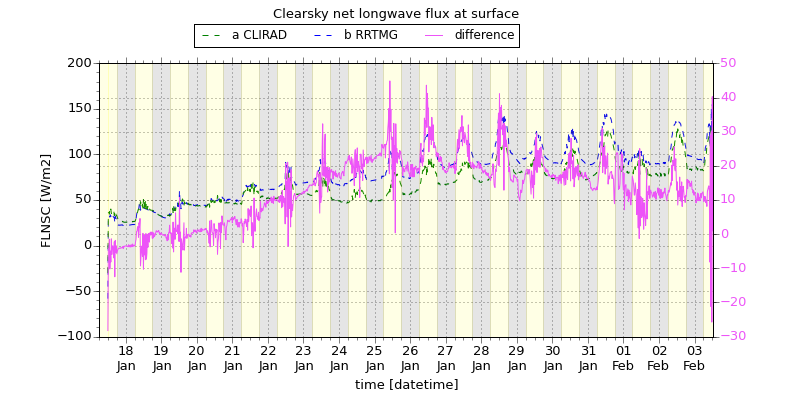 Clearsky net longwave flux at surface
a CLIRAD b RRTMG difference
200 50
150 40
100 30
50 20
0 10
−50 0
−100 −10
−20
−30
FLNSC [W/m2]
18 19 20 21 22 23 24 25 26 27 28 29 30 31 01 02 03
Jan Jan Jan Jan Jan Jan Jan Jan Jan Jan Jan Jan Jan Jan Feb Feb Feb
time [datetime]